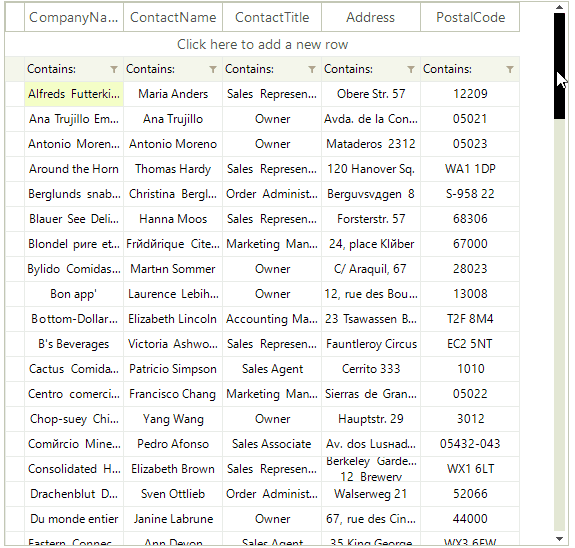 CompanyNa... ContactName ContactTitle Address PostalCode
Click here to add a new row
Contains: Contains: Contains: Contains: Contains:
Alfreds Futterki... Maria Anders Sales Represen... Obere Str. 57 12209
Ana Trujillo Em... Ana Trujillo Owner Avda. de la Con... 05021
Antonio Moren... Antonio Moreno Owner Mataderos 2312 05023
Around the Horn Thomas Hardy Sales Represen... 120 Hanover Sq. WA1 1DP
Berglunds snab... Christina Bergl... Order Administ... Berguvsvдgen 8 S-958 22
Blauer See Deli... Hanna Moos Sales Represen... Forsterstr. 57 68306
Blondel pиre et... Frйdйrique Cite... Marketing Man... 24, place Klйber 67000
Bylido Comidas... Martнn Sommer Owner C/ Araquil, 67 28023
Bon app' Laurence Lebih... Owner 12, rue des Bou... 13008
Bottom-Dollar... Elizabeth Lincoln Accounting Ma... 23 Tsawassen B... T2F 8M4
B's Beverages Victoria Ashwo... Sales Represen... Fauntleroy Circus EC2 5NT
Cactus Comida... Patricio Simpson Sales Agent Cerrito 333 1010
Centro comerci... Francisco Chang Marketing Man... Sierras de Gran... 05022
Chop-suey Chi... Yang Wang Owner Hauptstr. 29 3012
Comйrcio Mine... Pedro Afonso Sales Associate Av. dos Lusнad... 05432-043
Consolidated H... Elizabeth Brown Sales Represen... Berkeley Garde... WX1 6LT
12 Brewery
Drachenblut D... Sven Ottlieb Order Administ... Walserweg 21 52066
Du monde entier Janine Labrune Owner 67, rue des Cin... 44000
Eastern Connec... Ann Devon Sales Agent 35 King George WX3 6FW